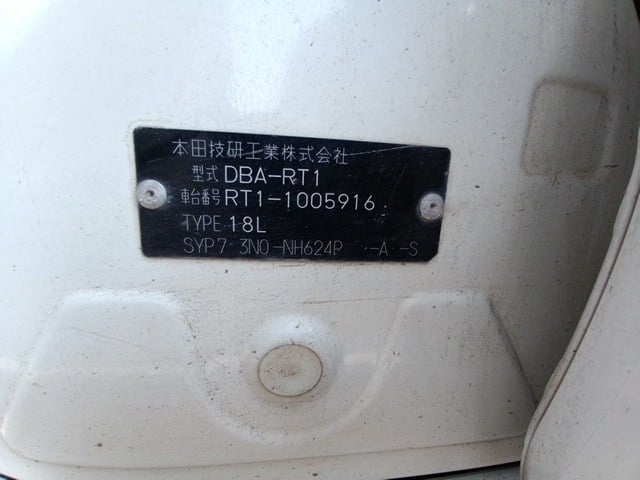 本田技研工業株式会社
型式 DBA-RT1
車台番号 RT1-1005916
TYPE 18L
SYP7 3N0-NH624P -A -S